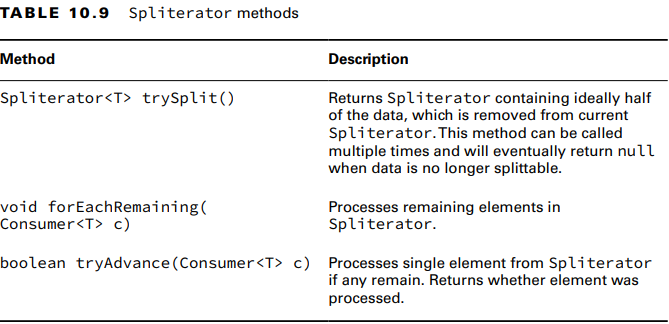 TABLE 10.9 Spliterator methods
Method Description
Spliterator<T> trySplit() Returns Spliterator containing ideally half
of the data, which is removed from current
Spliterator. This method can be called
multiple times and will eventually return null
when data is no longer splittable.
void forEachRemaining( Processes remaining elements in
Consumer<T> c) Spliterator.
boolean tryAdvance(Consumer<T> c) Processes single element from Spliterator
if any remain. Returns whether element was
processed.